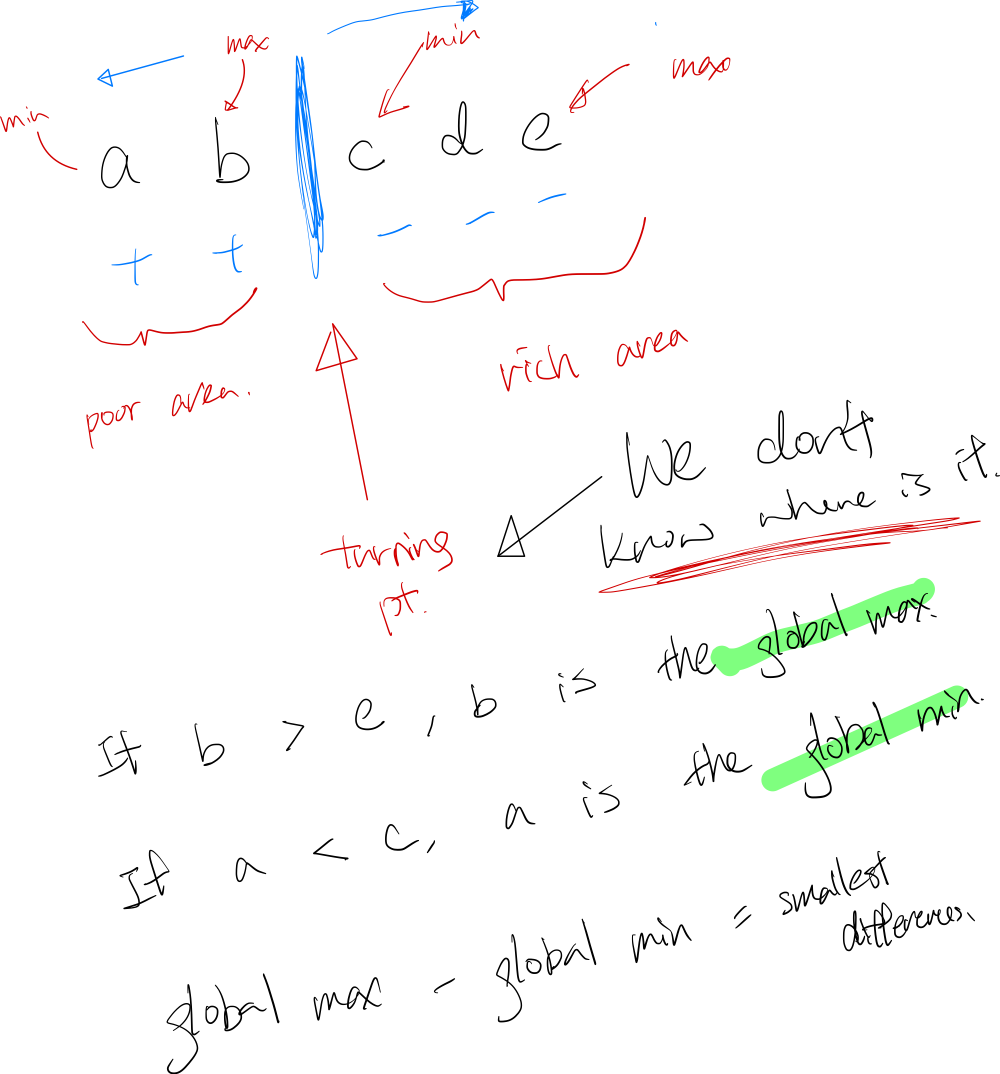 max
min
max
min
a b c d e
+ + - - -
poor area.
rich area
We don't
know where is it.
turning
pt.
If b > e, b is the global max.
If a < c, a is the global min.
global max - global min = smallest
differences.